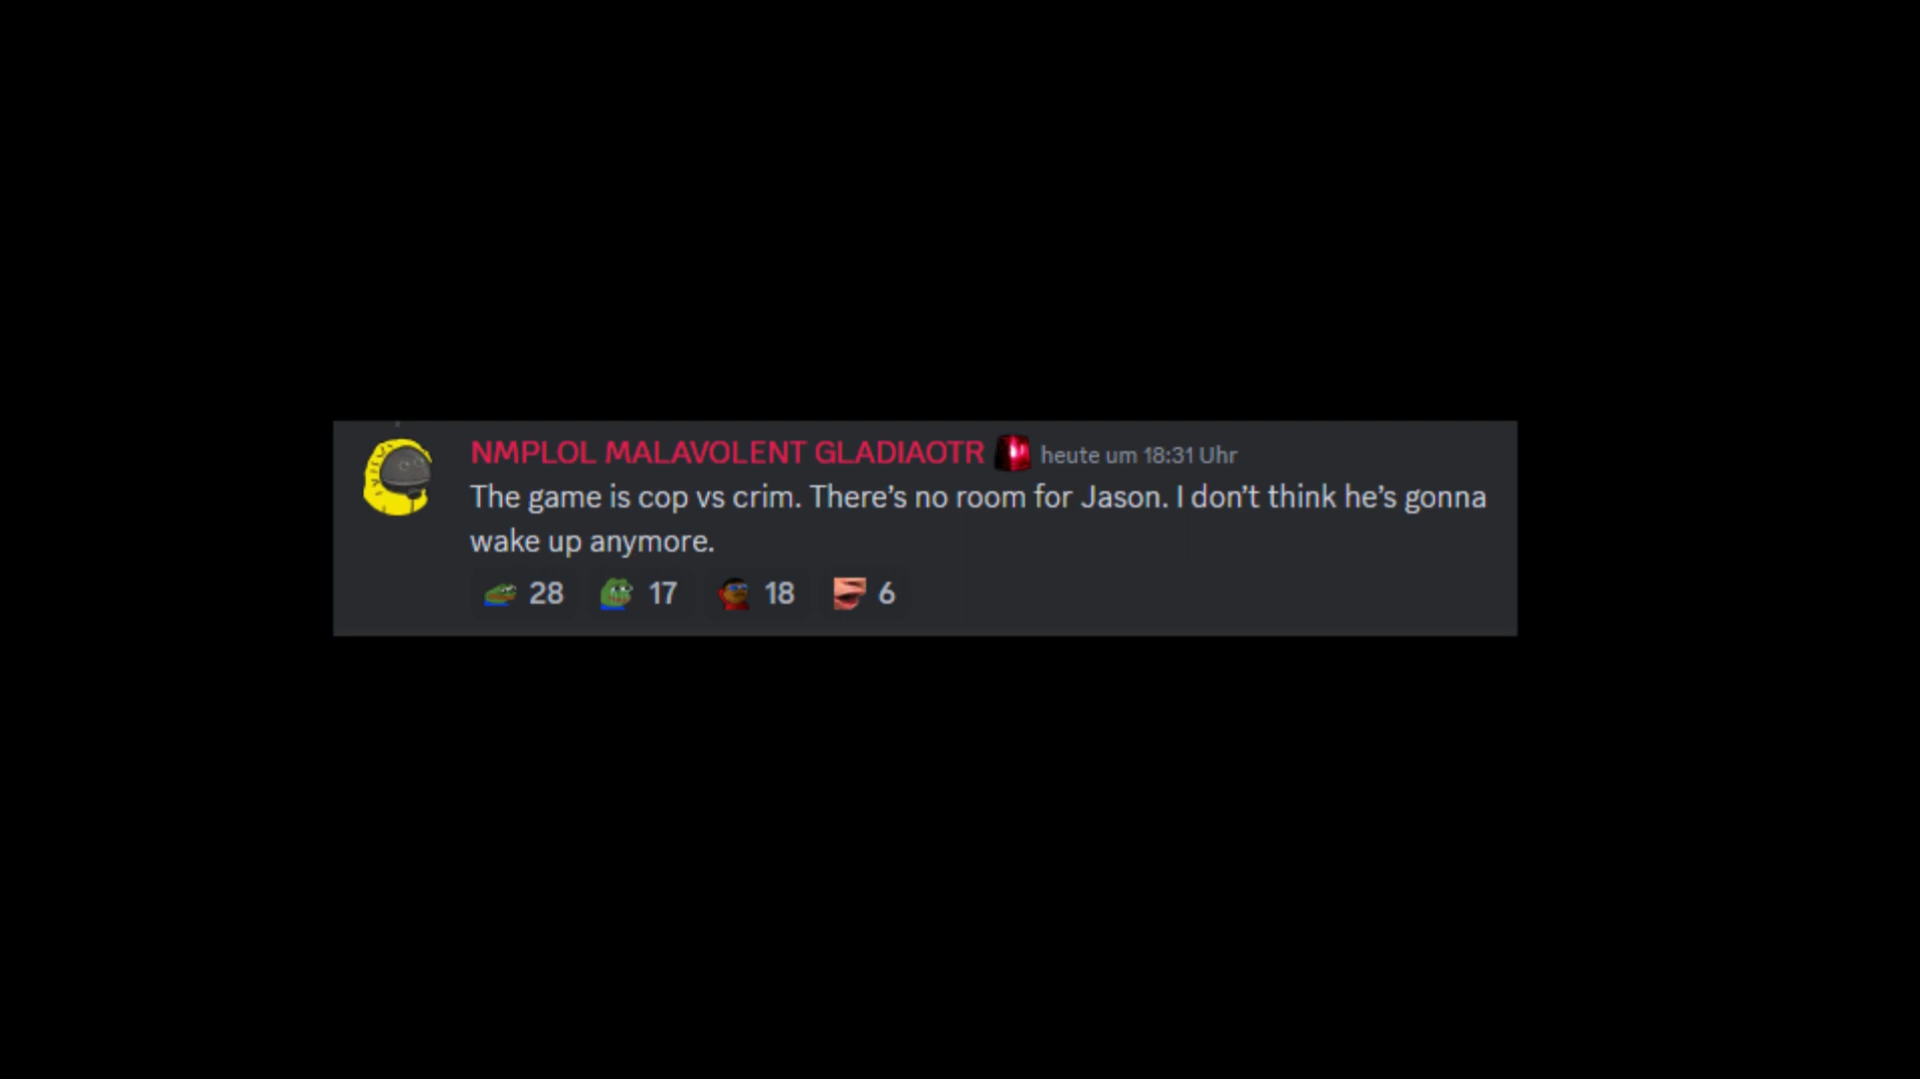 NMPLOL MALAVOLENT GLADIAOTR heute um 18:31 Uhr
The game is cop vs crim. There’s no room for Jason. I don’t think he’s gonna
wake up anymore.
28 17 18 6